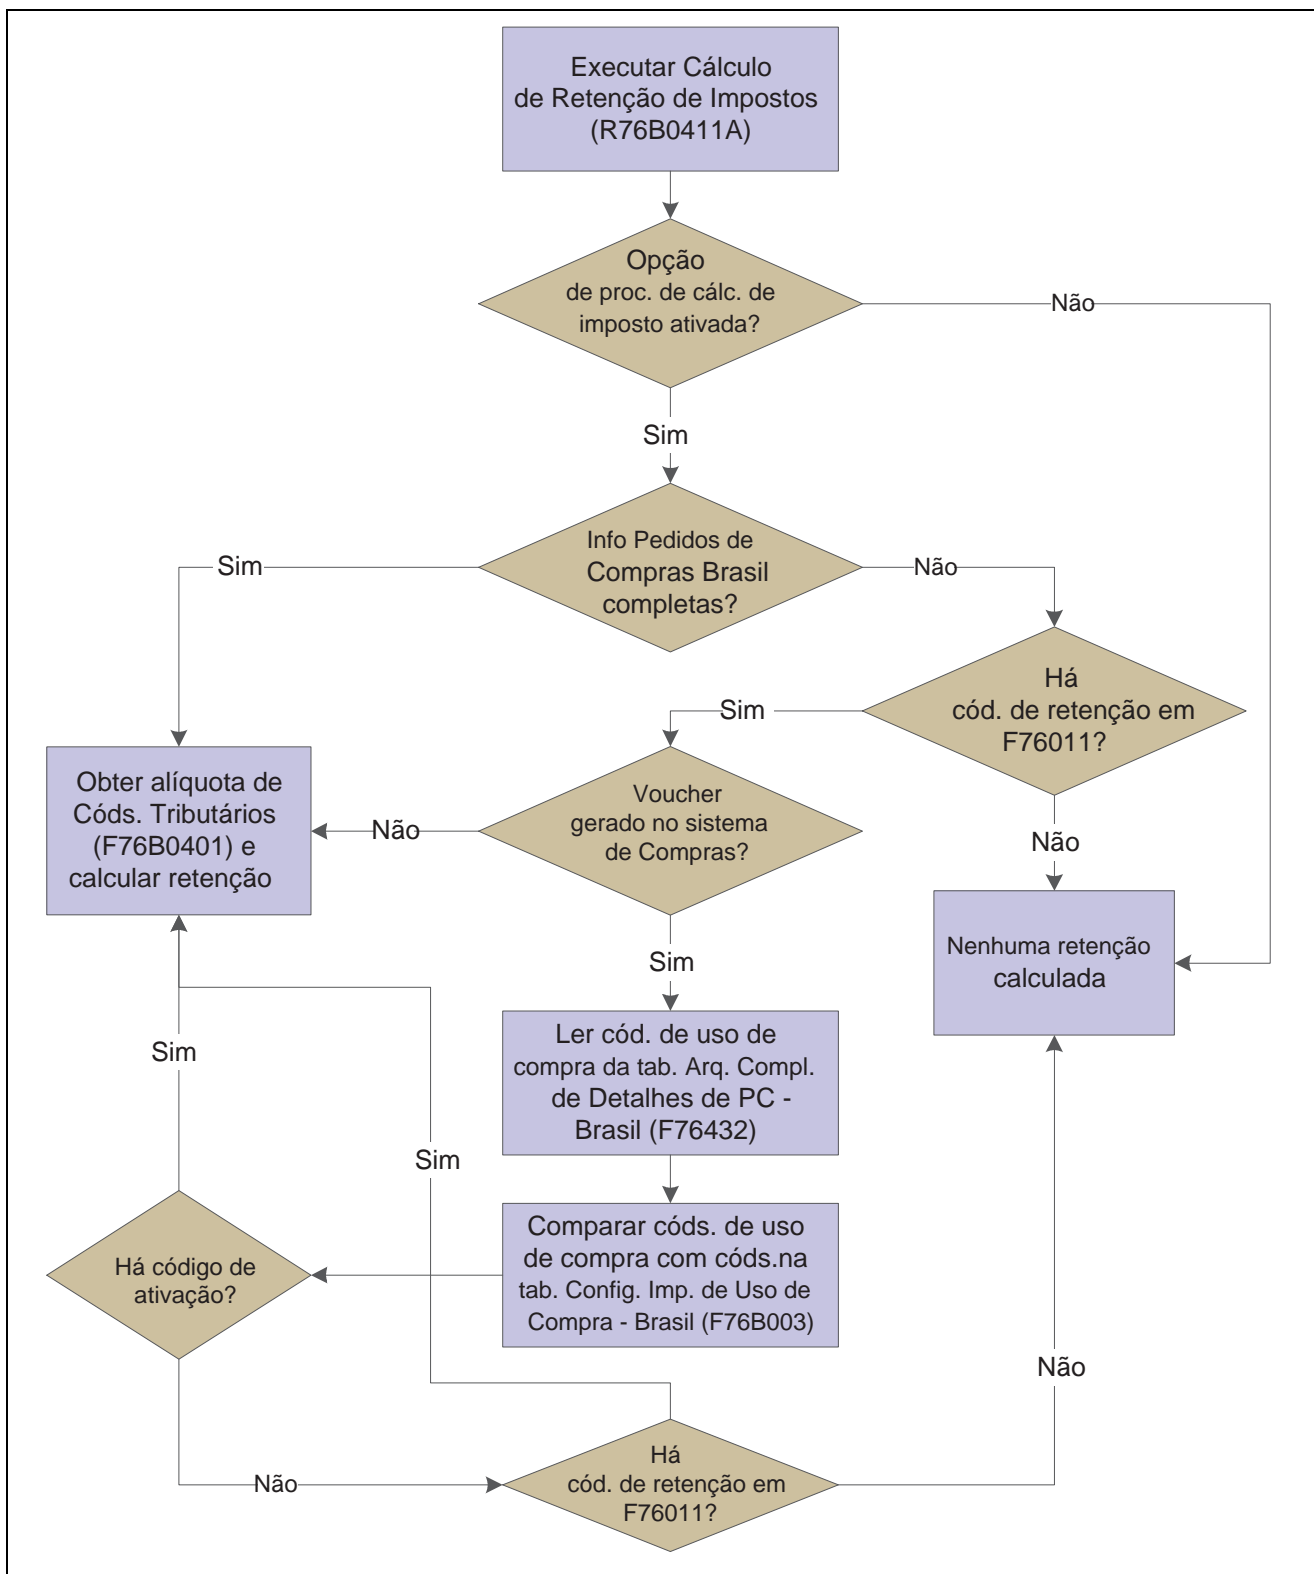 Executar Cálculo
de Retenção de Impostos
(R76B0411A)
Opção
de proc. de cálc. de
imposto ativada?
Não
Sim
Info Pedidos de
Compras Brasil
completas?
Sim
Não
Há
cód. de retenção em
F76011?
Sim
Não
Obter alíquota de
Códs. Tributários
(F76B0401) e
calcular retenção
Não
Voucher
gerado no sistema
de Compras?
Sim
Nenhuma retenção
calculada
Ler cód. de uso de
compra da tab. Arq. Compl.
de Detalhes de PC -
Brasil (F76432)
Sim
Sim
Comparar códs. de uso
de compra com códs.na
tab. Config. Imp. de Uso de
Compra - Brasil (F76B003)
Há código de
ativação?
Não
Não
Há
cód. de retenção em
F76011?